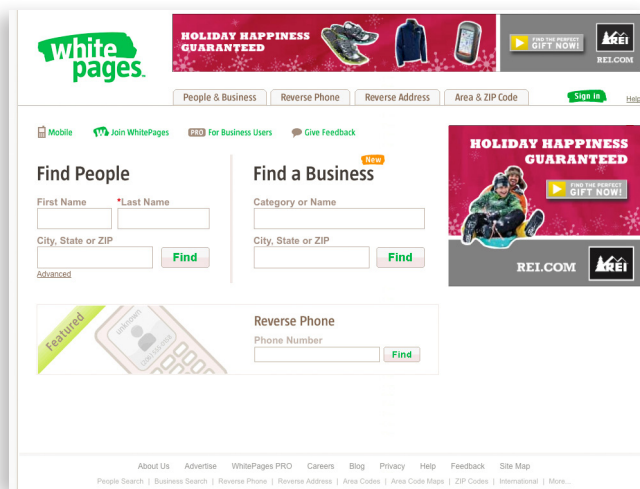 white
pages
HOLIDAY HAPPINESS
GUARANTEED
FIND THE PERFECT
GIFT NOW!
REI
REI.COM
People & Business
Reverse Phone
Reverse Address
Area & ZIP Code
Sign in
Help
Mobile
Join WhitePages
PRO For Business Users
Give Feedback
HOLIDAY HAPPINESS
GUARANTEED
FIND THE PERFECT
GIFT NOW!
REI.COM
REI
Find People
First Name *Last Name
City, State or ZIP
Find
Advanced
New
Find a Business
Category or Name
City, State or ZIP
Find
Featured
unknown
Reverse Phone
Phone Number
Find
About Us Advertise WhitePages PRO Careers Blog Privacy Help Feedback Site Map
People Search | Business Search | Reverse Phone | Reverse Address | Area Codes | Area Code Maps | ZIP Codes | International | More...